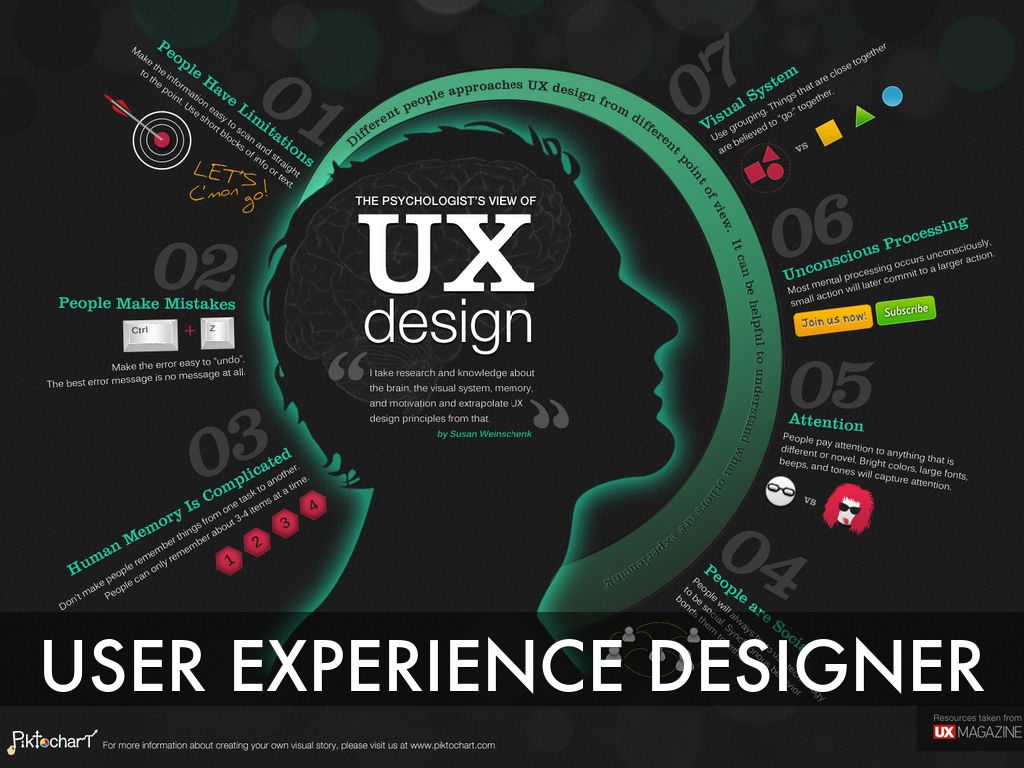 01
People Have Limitations
Make the information easy to scan and straight
to the point. Use short blocks of info or text.
LET'S
C'mon go!
02
People Make Mistakes
Ctrl + Z
Make the error easy to "undo".
The best error message is no message at all.
03
Human Memory Is Complicated
Don't make people remember things from one task to another.
People can only remember about 3-4 items at a time.
1 2 3 4
Different people approaches UX design from different point of view. It can be helpful to understand what others are experiencing
THE PSYCHOLOGIST'S VIEW OF
UX
design
“
I take research and knowledge about
the brain, the visual system, memory,
and motivation and extrapolate UX
design principles from that.
”
by Susan Weinschenk
07
Visual System
Use grouping. Things that are close together
are believed to "go" together.
vs
06
Unconscious Processing
Most mental processing occurs unconsciously,
small action will later commit to a larger action.
Join us now! Subscribe
05
Attention
People pay attention to anything that is
different or novel. Bright colors, large fonts,
beeps, and tones will capture attention.
vs
04
People are Social
People will always
to be social. Sync
bonds them
USER EXPERIENCE DESIGNER
PiktocharT
For more information about creating your own visual story, please visit us at www.piktochart.com
Resources taken from
UX MAGAZINE